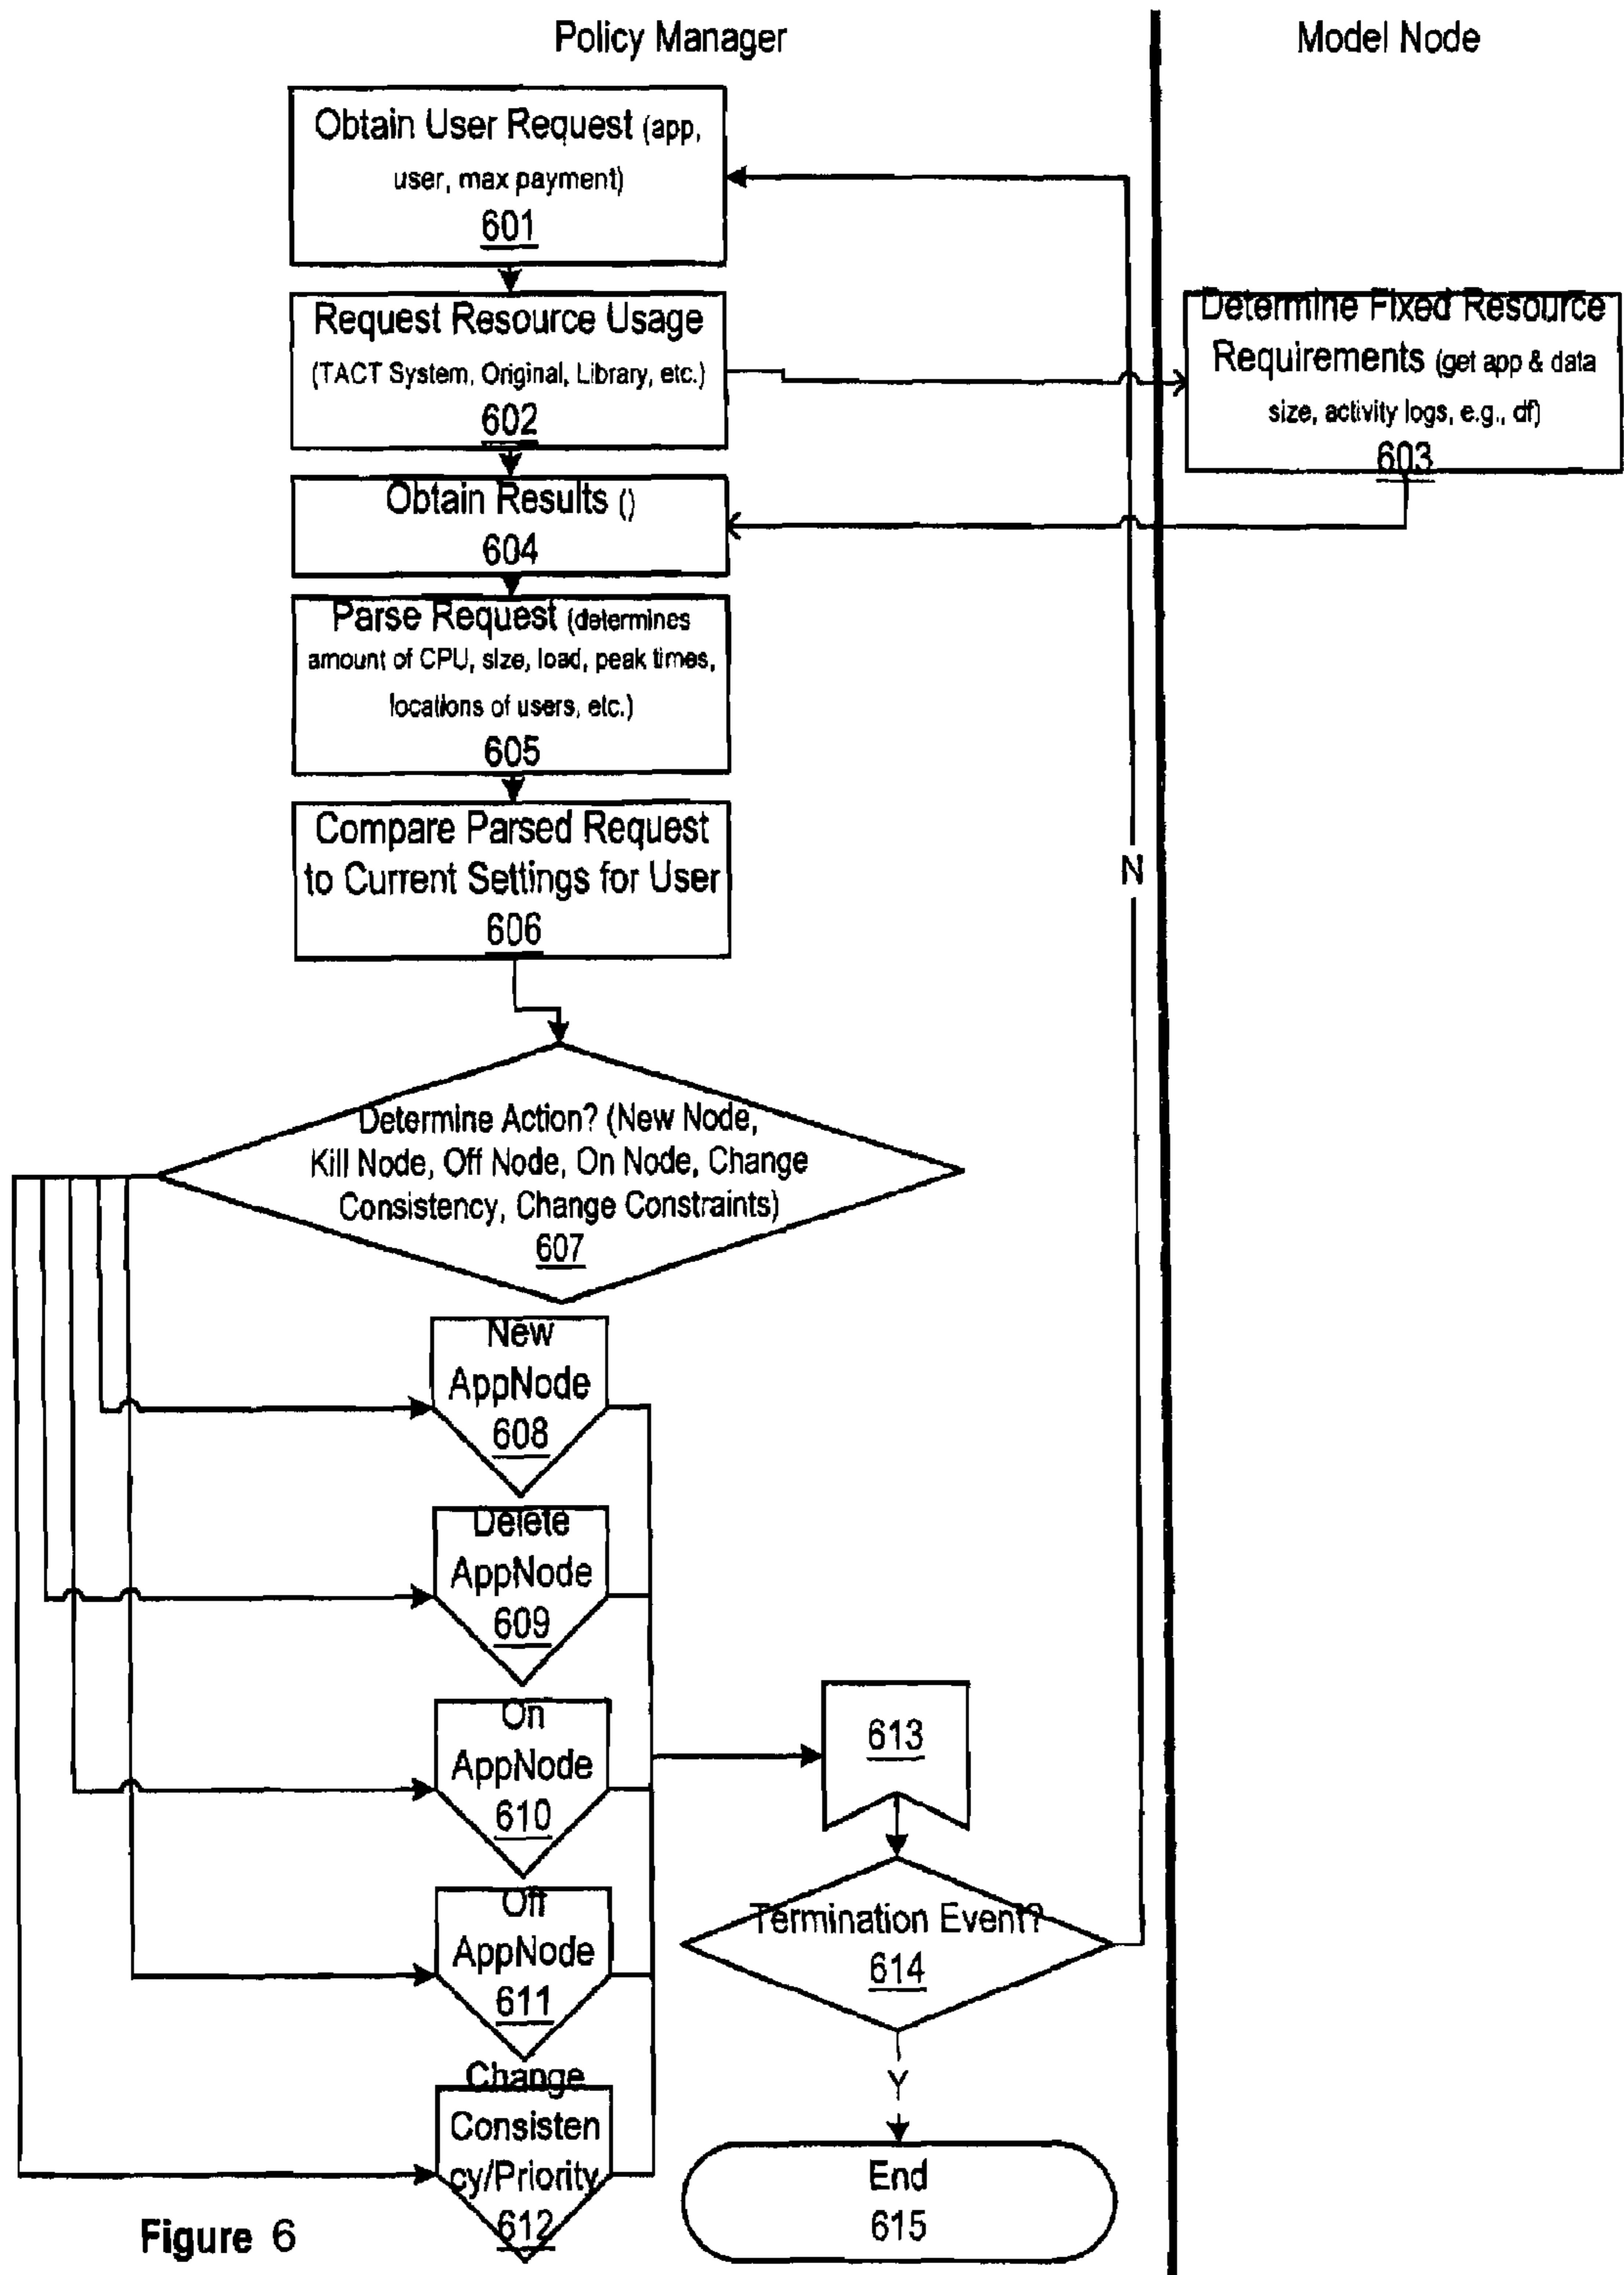 Policy Manager
Model Node
Obtain User Request (app,
user, max payment)
601
Request Resource Usage
(TACT System, Original, Library, etc.)
602
Determine Fixed Resource
Requirements (get app & data
size, activity logs, e.g., df)
603
Obtain Results ()
604
Parse Request (determines
amount of CPU, size, load, peak times,
locations of users, etc.)
605
Compare Parsed Request
to Current Settings for User
606
N
Determine Action? (New Node,
Kill Node, Off Node, On Node, Change
Consistency, Change Constraints)
607
New
AppNode
608
Delete
AppNode
609
On
AppNode
610
613
Off
AppNode
611
Termination Event?
614
Y
Change
Consisten
cy/Priority
612
End
615
Figure 6